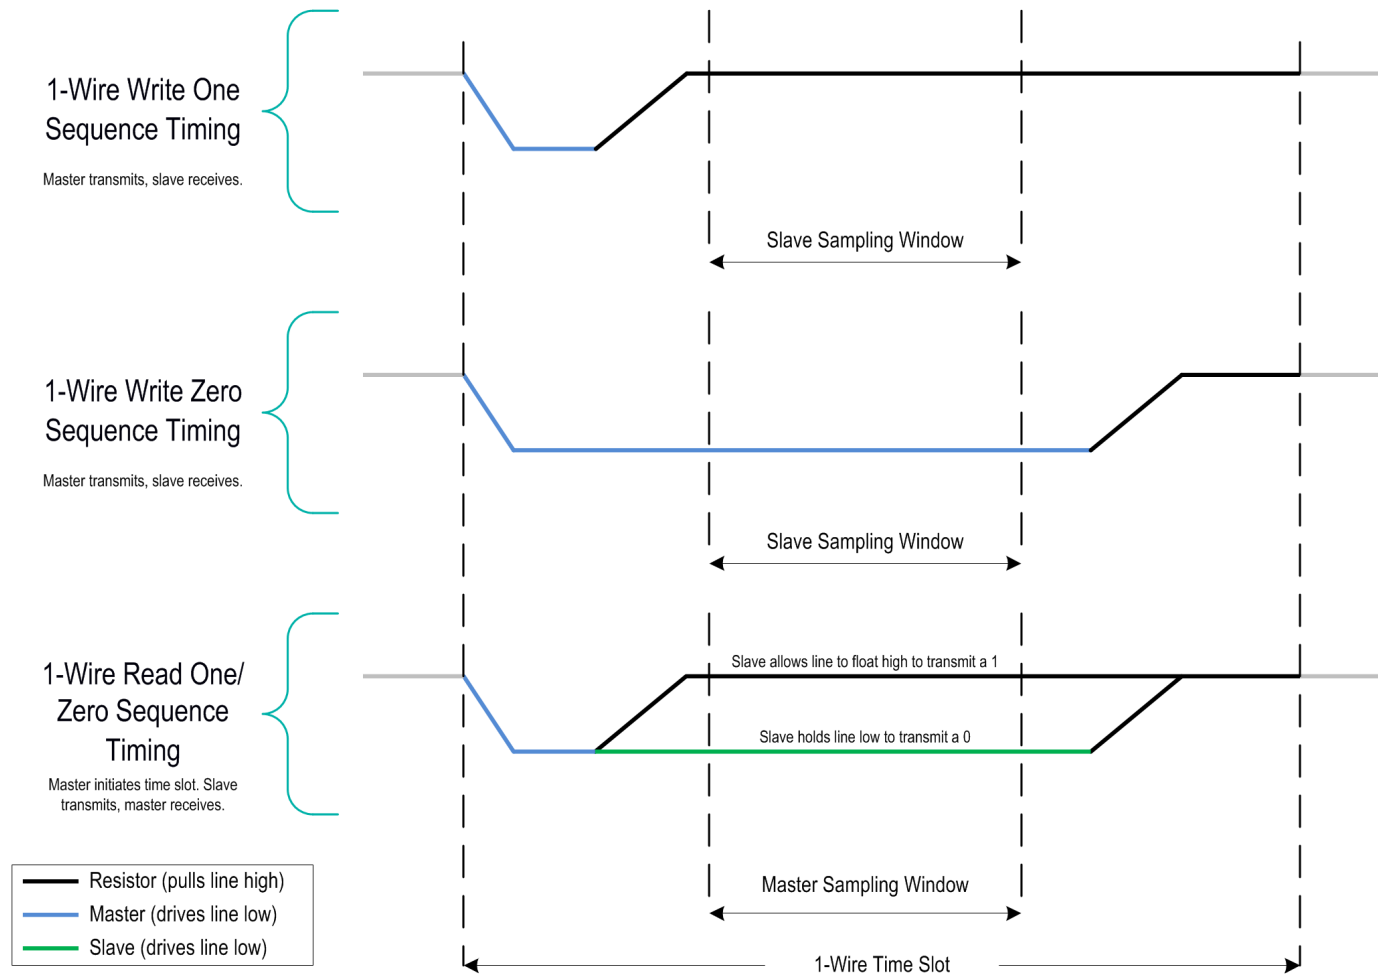 1-Wire Write One
Sequence Timing
Master transmits, slave receives.
Slave Sampling Window
1-Wire Write Zero
Sequence Timing
Master transmits, slave receives.
Slave Sampling Window
1-Wire Read One/
Zero Sequence
Timing
Master initiates time slot. Slave
transmits, master receives.
Slave allows line to float high to transmit a 1
Slave holds line low to transmit a 0
Master Sampling Window
Resistor (pulls line high)
Master (drives line low)
Slave (drives line low)
1-Wire Time Slot